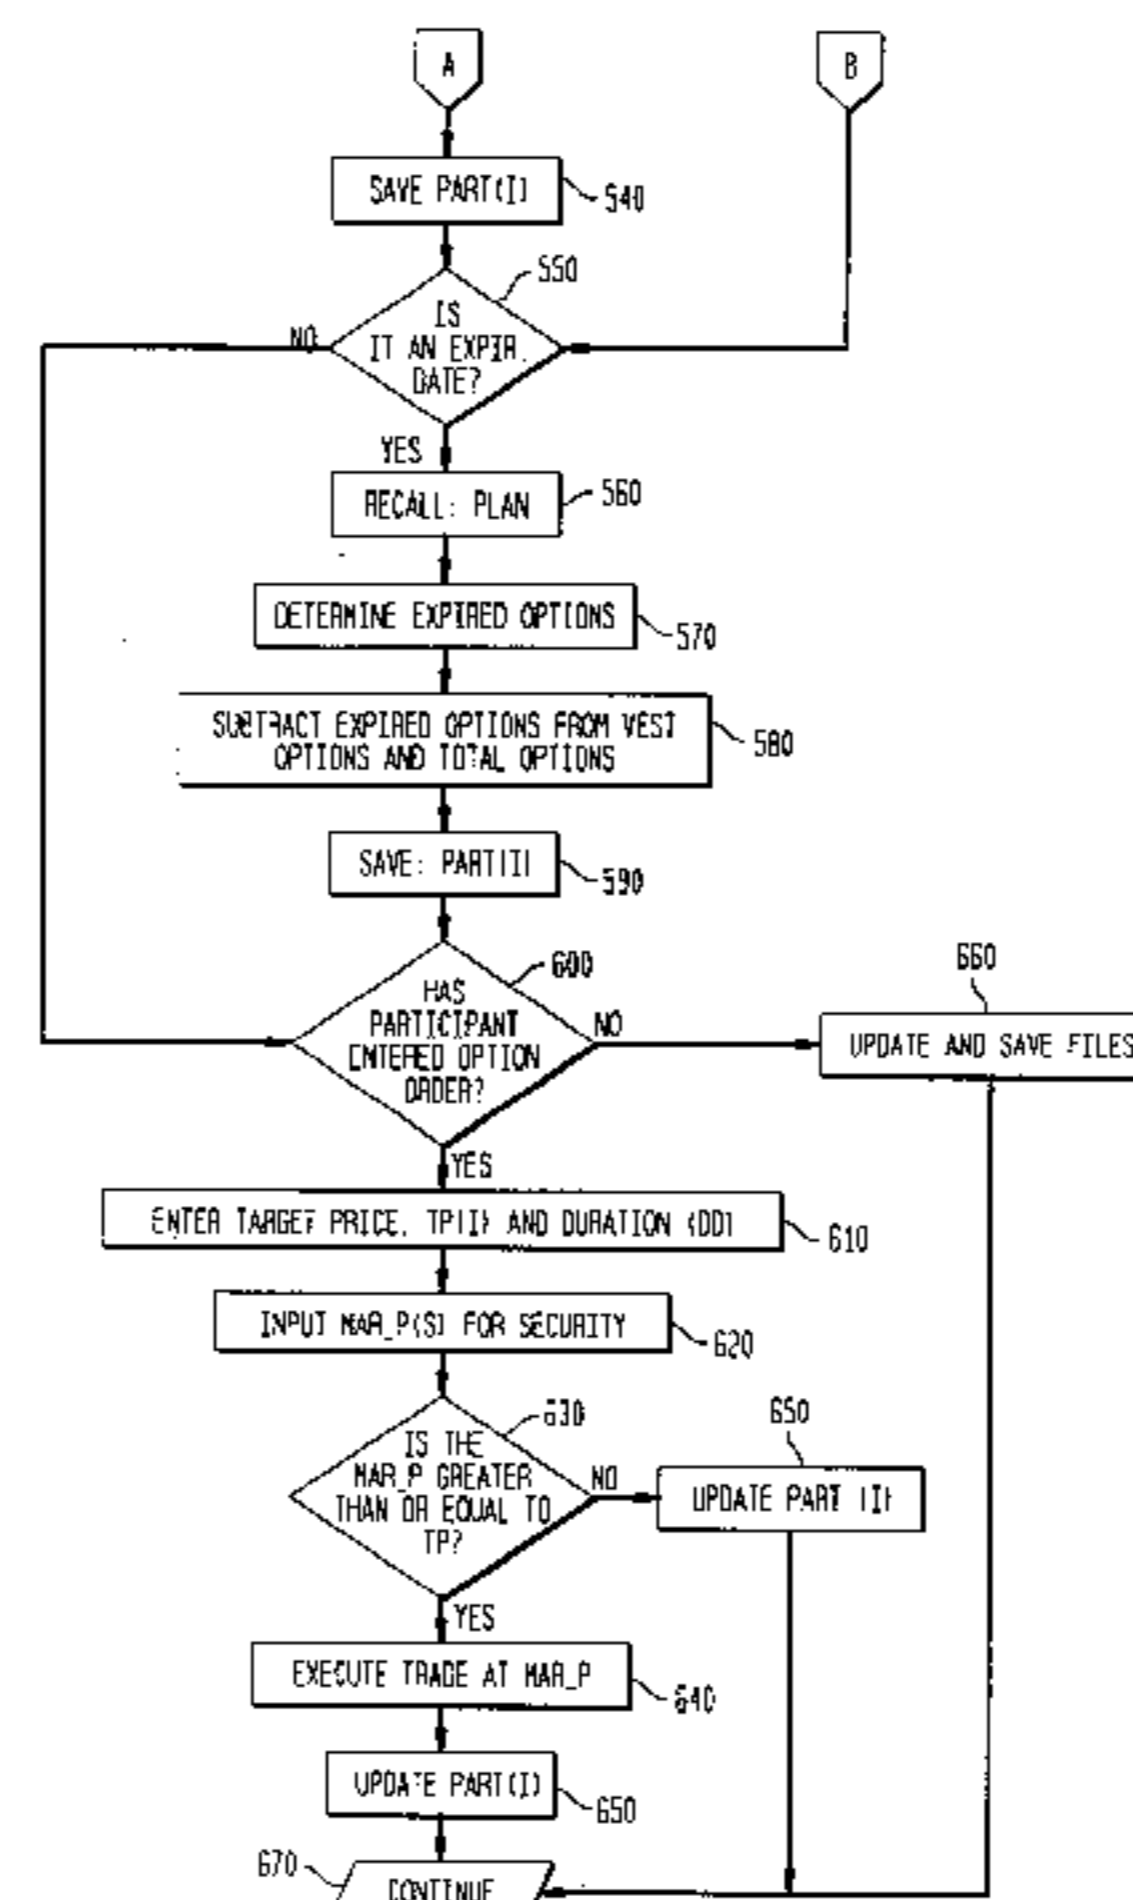 A
B
SAVE PART(I)
540
550
IS
IT AN EXPIR.
DATE?
NO
YES
RECALL: PLAN
560
DETERMINE EXPIRED OPTIONS
570
SUBTRACT EXPIRED OPTIONS FROM VEST
OPTIONS AND TOTAL OPTIONS
580
SAVE: PART(I)
590
600
HAS
PARTICIPANT
ENTERED OPTION
ORDER?
NO
660
UPDATE AND SAVE FILES
YES
ENTER TARGET PRICE, TP(I) AND DURATION (DD)
610
INPUT MAR_P(S) FOR SECURITY
620
630
IS THE
MAR_P GREATER
THAN OR EQUAL TO
TP?
NO
650
UPDATE PART (I)
YES
EXECUTE TRADE AT MAR_P
640
UPDATE PART(I)
650
670
CONTINUE